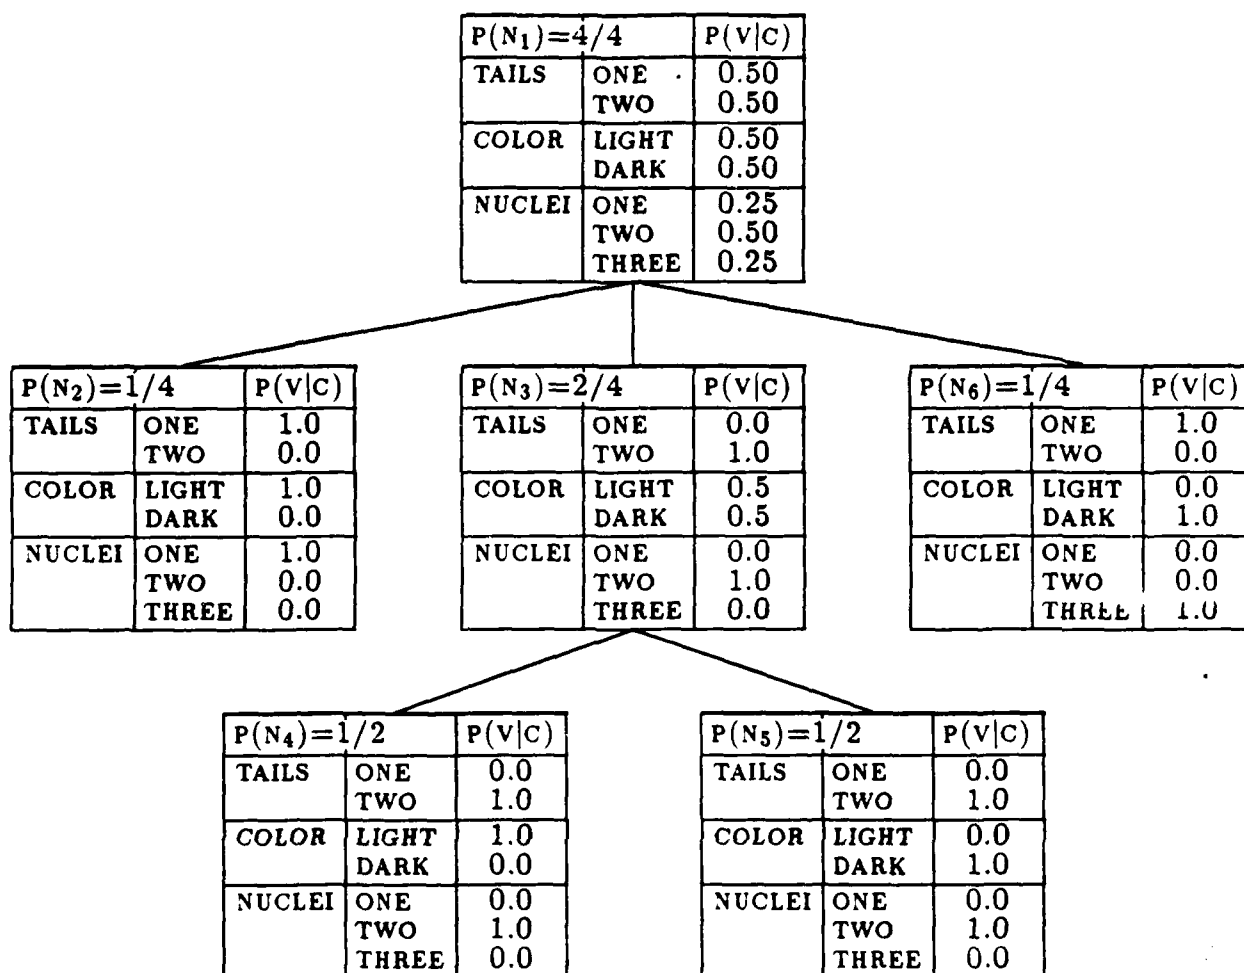 P(N₁)=4/4 P(V|C)
TAILS ONE 0.50
TWO 0.50
COLOR LIGHT 0.50
DARK 0.50
NUCLEI ONE 0.25
TWO 0.50
THREE 0.25
P(N₂)=1/4 P(V|C)
TAILS ONE 1.0
TWO 0.0
COLOR LIGHT 1.0
DARK 0.0
NUCLEI ONE 1.0
TWO 0.0
THREE 0.0
P(N₃)=2/4 P(V|C)
TAILS ONE 0.0
TWO 1.0
COLOR LIGHT 0.5
DARK 0.5
NUCLEI ONE 0.0
TWO 1.0
THREE 0.0
P(N₆)=1/4 P(V|C)
TAILS ONE 1.0
TWO 0.0
COLOR LIGHT 0.0
DARK 1.0
NUCLEI ONE 0.0
TWO 0.0
THREE 1.0
P(N₄)=1/2 P(V|C)
TAILS ONE 0.0
TWO 1.0
COLOR LIGHT 1.0
DARK 0.0
NUCLEI ONE 0.0
TWO 1.0
THREE 0.0
P(N₅)=1/2 P(V|C)
TAILS ONE 0.0
TWO 1.0
COLOR LIGHT 0.0
DARK 1.0
NUCLEI ONE 0.0
TWO 1.0
THREE 0.0